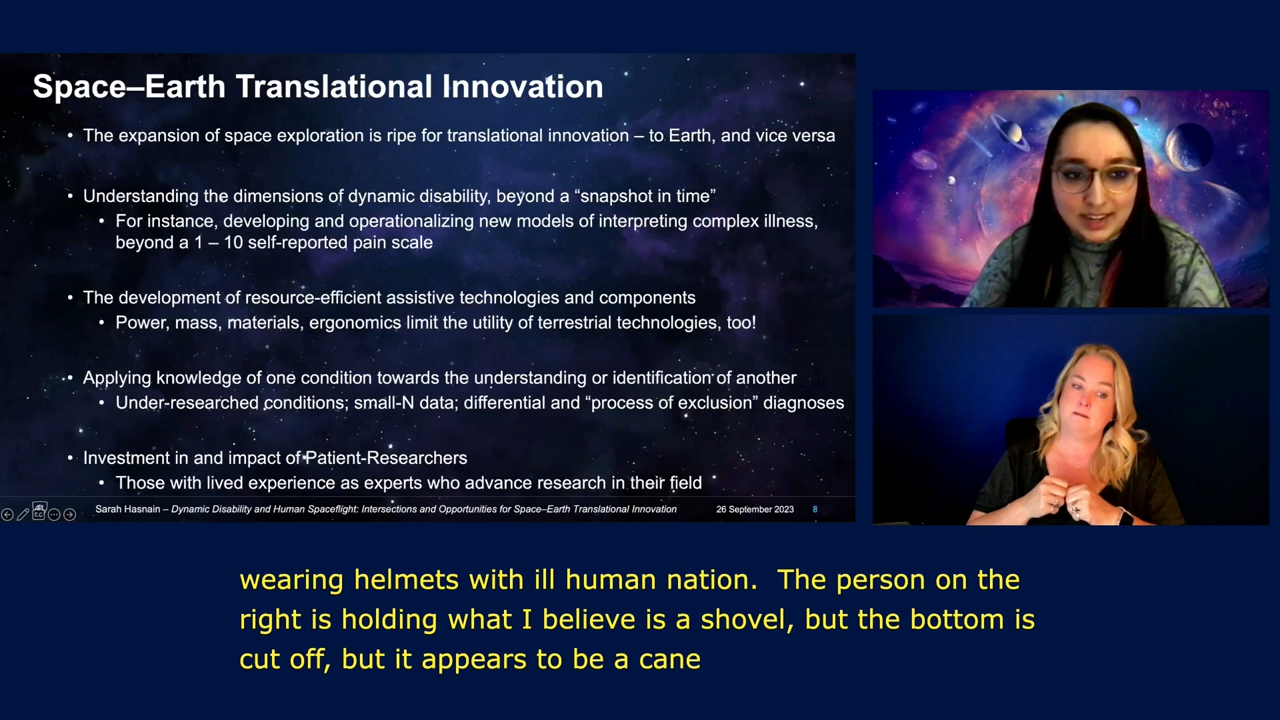 Space–Earth Translational Innovation
• The expansion of space exploration is ripe for translational innovation – to Earth, and vice versa
• Understanding the dimensions of dynamic disability, beyond a “snapshot in time”
• For instance, developing and operationalizing new models of interpreting complex illness,
beyond a 1 – 10 self-reported pain scale
• The development of resource-efficient assistive technologies and components
• Power, mass, materials, ergonomics limit the utility of terrestrial technologies, too!
• Applying knowledge of one condition towards the understanding or identification of another
• Under-researched conditions; small-N data; differential and “process of exclusion” diagnoses
• Investment in and impact of Patient-Researchers
• Those with lived experience as experts who advance research in their field
Sarah Hasnain – Dynamic Disability and Human Spaceflight: Intersections and Opportunities for Space–Earth Translational Innovation 26 September 2023 8
wearing helmets with ill human nation. The person on the
right is holding what I believe is a shovel, but the bottom is
cut off, but it appears to be a cane